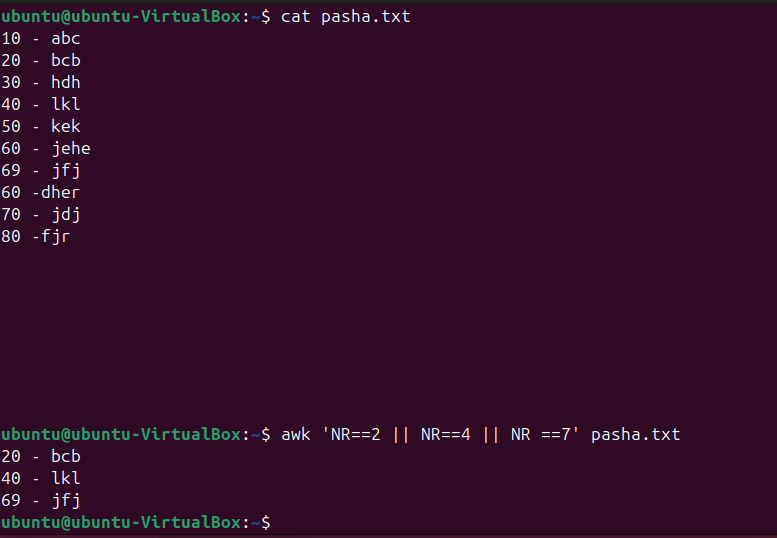 ubuntu@ubuntu-VirtualBox:~$ cat pasha.txt
10 - abc
20 - bcb
30 - hdh
40 - lkl
50 - kek
60 - jehe
69 - jfj
60 -dher
70 - jdj
80 -fjr
ubuntu@ubuntu-VirtualBox:~$ awk 'NR==2 || NR==4 || NR ==7' pasha.txt
20 - bcb
40 - lkl
69 - jfj
ubuntu@ubuntu-VirtualBox:~$